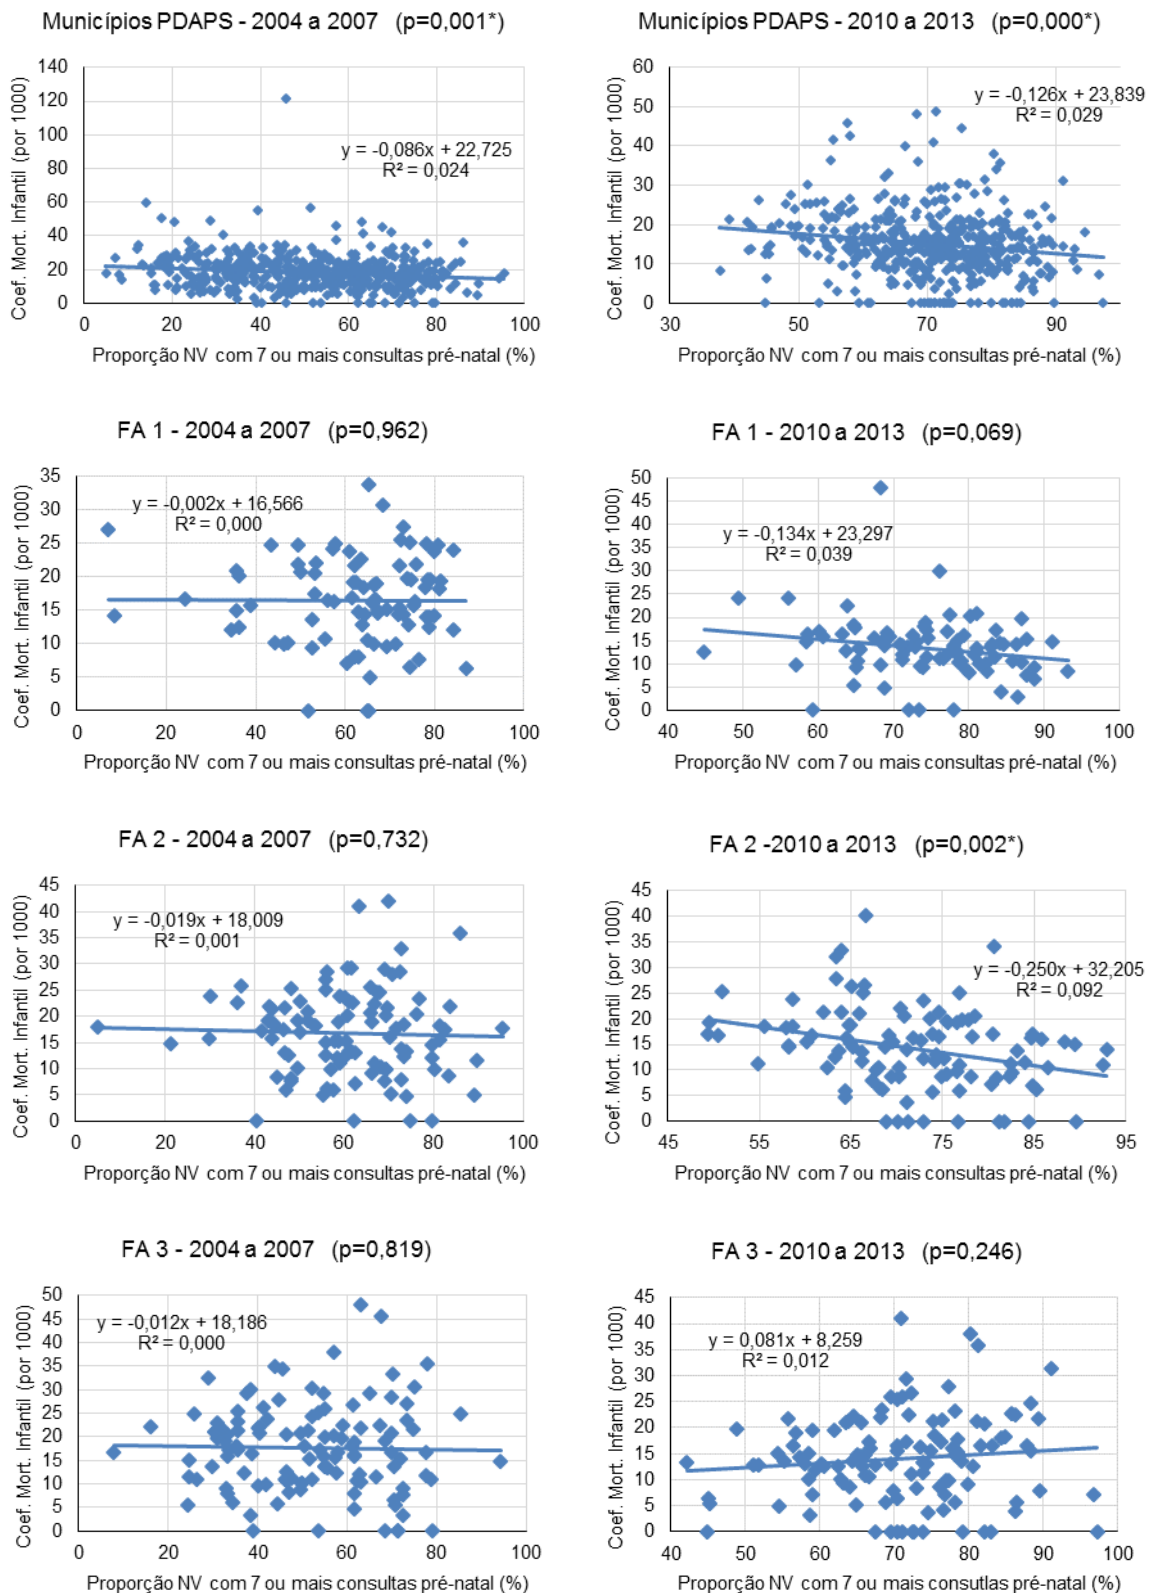 Municípios PDAPS - 2004 a 2007 (p=0,001*)
Coef. Mort. Infantil (por 1000)
140
120
100
80
60
40
20
0
y = -0,086x + 22,725
R² = 0,024
0 20 40 60 80 100
Proporção NV com 7 ou mais consultas pré-natal (%)
Municípios PDAPS - 2010 a 2013 (p=0,000*)
Coef. Mort. Infantil (por 1000)
60
50
40
30
20
10
0
y = -0,126x + 23,839
R² = 0,029
30 50 70 90
Proporção NV com 7 ou mais consultas pré-natal (%)
FA 1 - 2004 a 2007 (p=0,962)
Coef. Mort. Infantil (por 1000)
35
30
25
20
15
10
5
0
y = -0,002x + 16,566
R² = 0,000
0 20 40 60 80 100
Proporção NV com 7 ou mais consultas pré-natal (%)
FA 1 - 2010 a 2013 (p=0,069)
Coef. Mort. Infantil (por 1000)
50
45
40
35
30
25
20
15
10
5
0
y = -0,134x + 23,297
R² = 0,039
40 50 60 70 80 90 100
Proporção NV com 7 ou mais consultas pré-natal (%)
FA 2 - 2004 a 2007 (p=0,732)
Coef. Mort. Infantil (por 1000)
45
40
35
30
25
20
15
10
5
0
y = -0,019x + 18,009
R² = 0,001
0 20 40 60 80 100
Proporção NV com 7 ou mais consultas pré-natal (%)
FA 2 -2010 a 2013 (p=0,002*)
Coef. Mort. Infantil (por 1000)
45
40
35
30
25
20
15
10
5
0
y = -0,250x + 32,205
R² = 0,092
45 55 65 75 85 95
Proporção NV com 7 ou mais consultas pré-natal (%)
FA 3 - 2004 a 2007 (p=0,819)
Coef. Mort. Infantil (por 1000)
50
45
40
35
30
25
20
15
10
5
0
y = -0,012x + 18,186
R² = 0,000
0 20 40 60 80 100
Proporção NV com 7 ou mais consultas pré-natal (%)
FA 3 - 2010 a 2013 (p=0,246)
Coef. Mort. Infantil (por 1000)
45
40
35
30
25
20
15
10
5
0
y = 0,081x + 8,259
R² = 0,012
40 50 60 70 80 90 100
Proporção NV com 7 ou mais consutlas pré-natal (%)